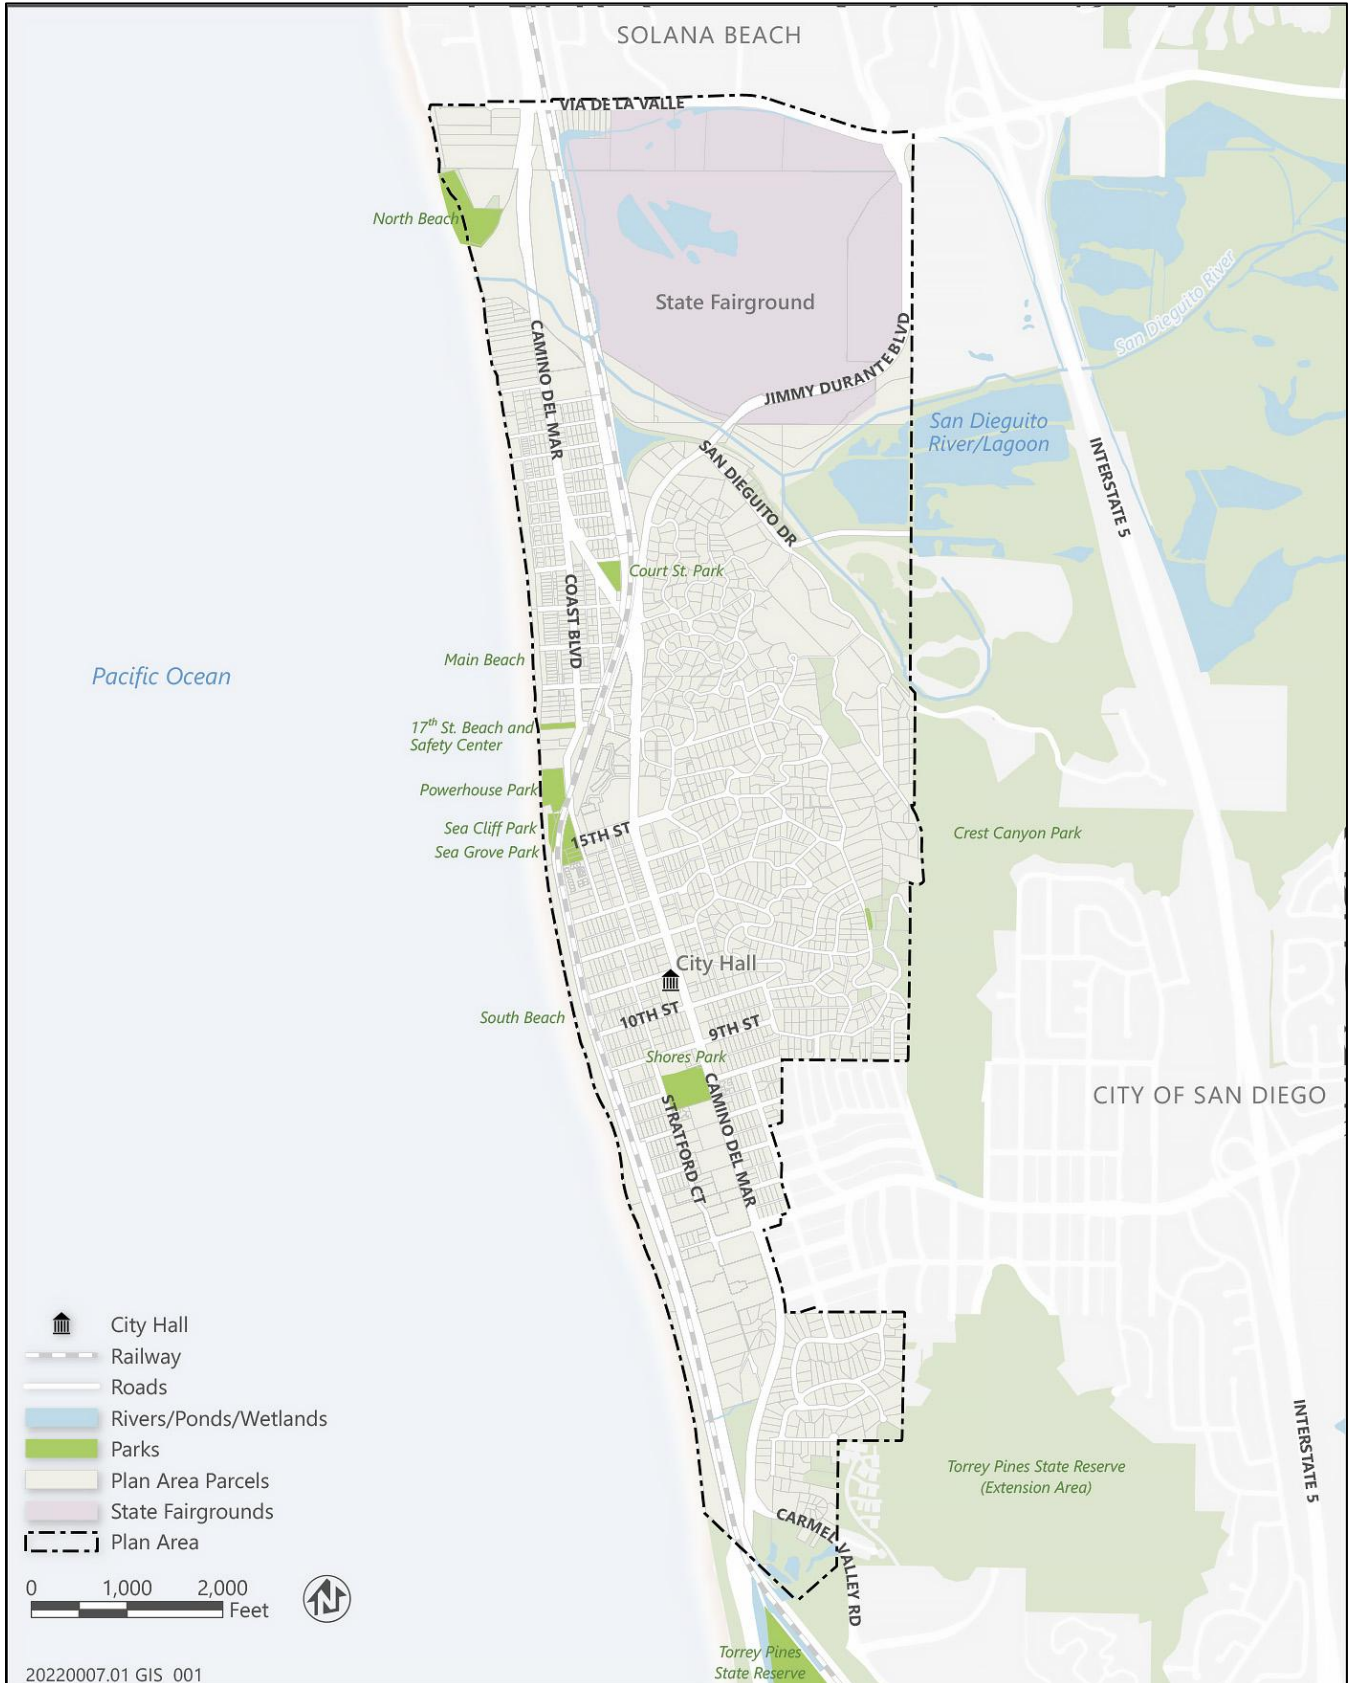 SOLANA BEACH
VIA DE LA VALLE
North Beach
State Fairground
San Dieguito River
CAMINO DEL MAR
JIMMY DURANTE BLVD
San Dieguito
River/Lagoon
SAN DIEGUITO DR
INTERSTATE 5
Court St. Park
COAST BLVD
Main Beach
Pacific Ocean
17th St. Beach and
Safety Center
Powerhouse Park
Sea Cliff Park
15TH ST
Crest Canyon Park
Sea Grove Park
City Hall
South Beach
10TH ST
9TH ST
Shores Park
CITY OF SAN DIEGO
STRATFORD CT
CAMINO DEL MAR
City Hall
Railway
Roads
Rivers/Ponds/Wetlands
Parks
Plan Area Parcels
State Fairgrounds
Plan Area
INTERSTATE 5
Torrey Pines State Reserve
(Extension Area)
CARMEL VALLEY RD
0 1,000 2,000
Feet
N
Torrey Pines
State Reserve
20220007.01 GIS 001